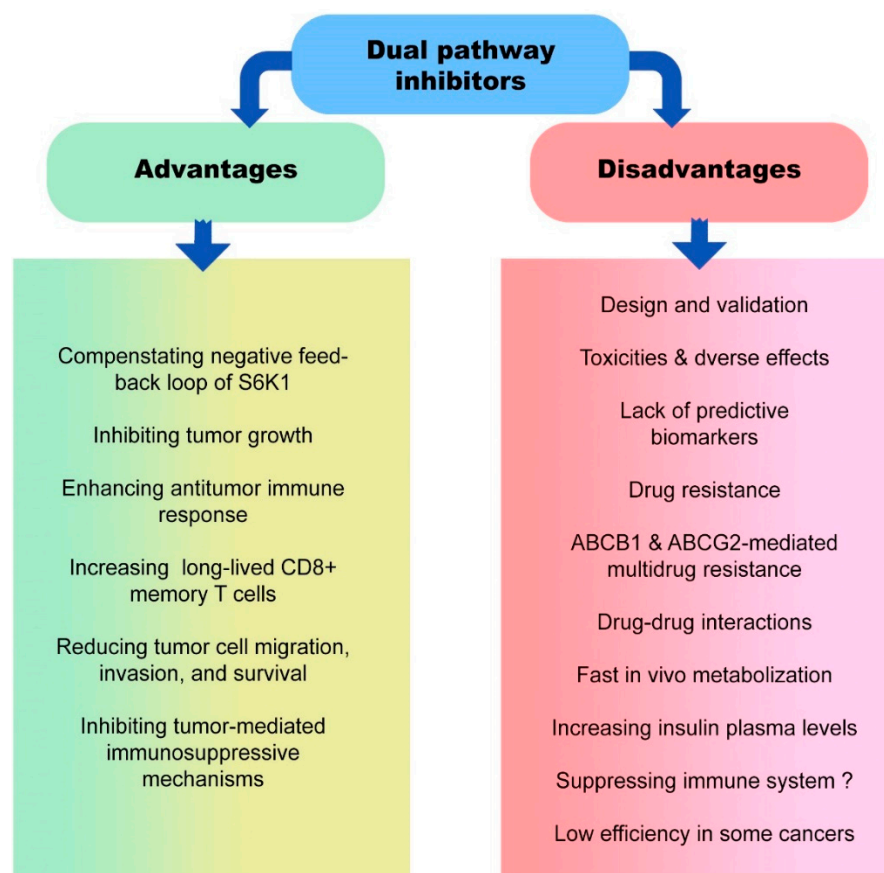 Dual pathway
inhibitors
Advantages
Disadvantages
Compenstating negative feed-
back loop of S6K1
Inhibiting tumor growth
Enhancing antitumor immune
response
Increasing long-lived CD8+
memory T cells
Reducing tumor cell migration,
invasion, and survival
Inhibiting tumor-mediated
immunosuppressive
mechanisms
Design and validation
Toxicities & dverse effects
Lack of predictive
biomarkers
Drug resistance
ABCB1 & ABCG2-mediated
multidrug resistance
Drug-drug interactions
Fast in vivo metabolization
Increasing insulin plasma levels
Suppressing immune system ?
Low efficiency in some cancers